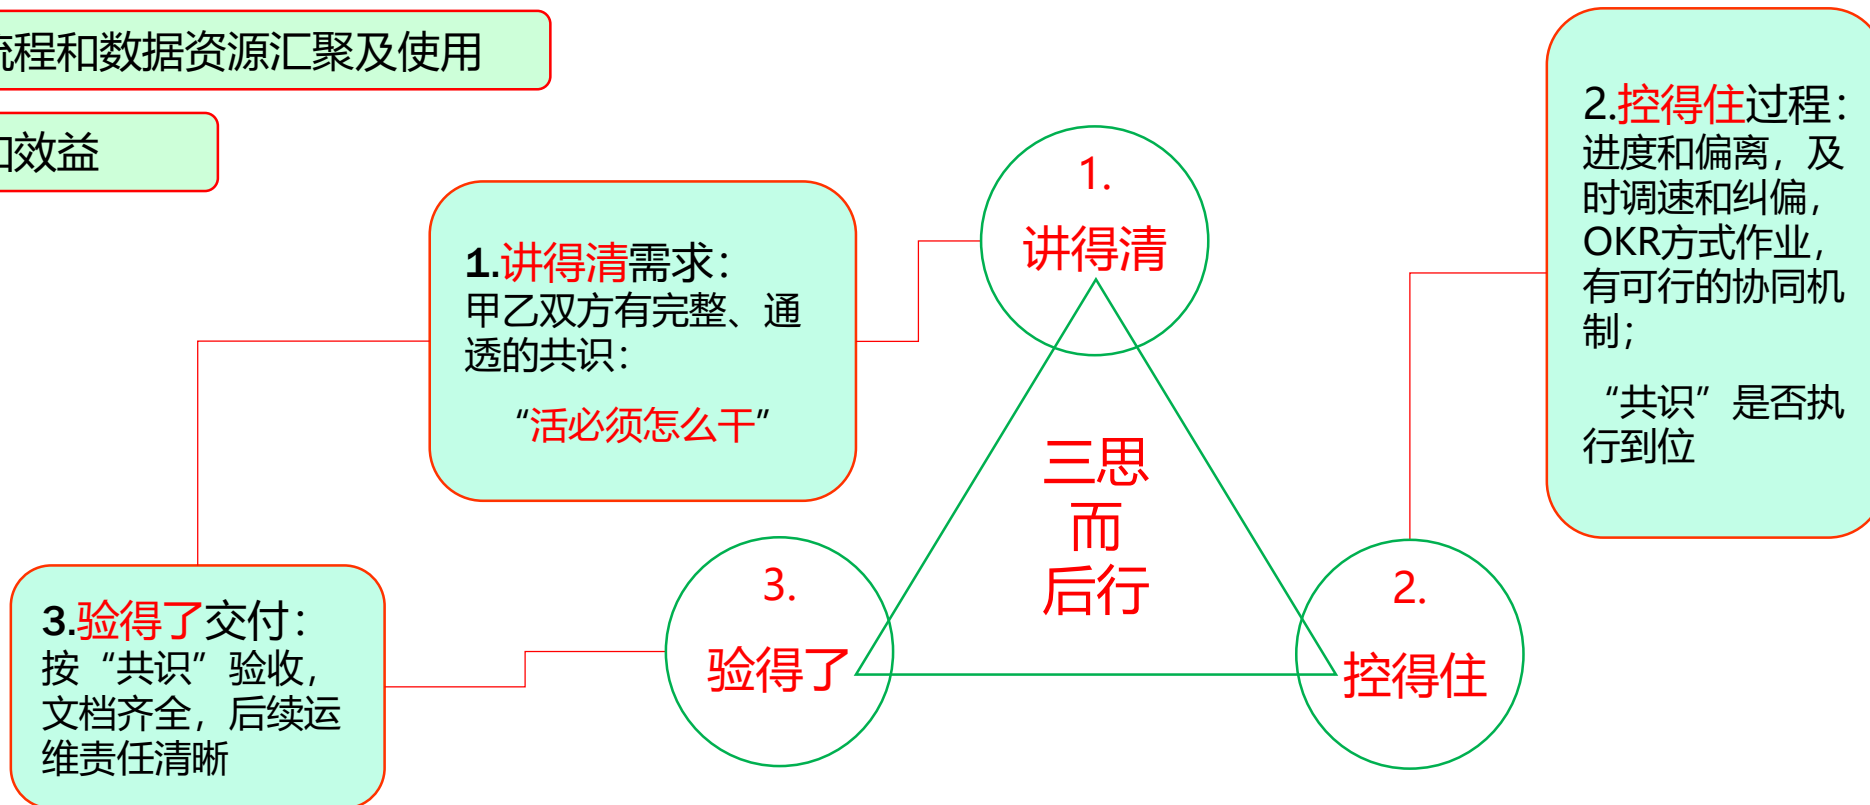 程和数据资源汇聚及使用
效益
1.讲得清需求：
甲乙双方有完整、通
透的共识：
“活必须怎么干”
1.
讲得清
2.控得住过程：
进度和偏离，及
时调速和纠偏，
OKR方式作业，
有可行的协同机
制；
“共识”是否执
行到位
三思
而
后行
3.验得了交付：
按“共识”验收，
文档齐全，后续运
维责任清晰
3.
验得了
2.
控得住